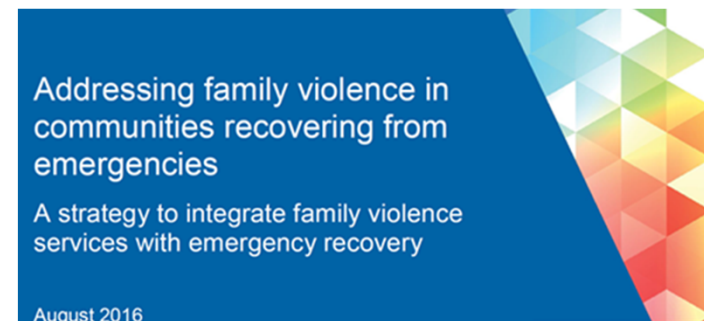 Addressing family violence in
communities recovering from
emergencies
A strategy to integrate family violence
services with emergency recovery
August 2016